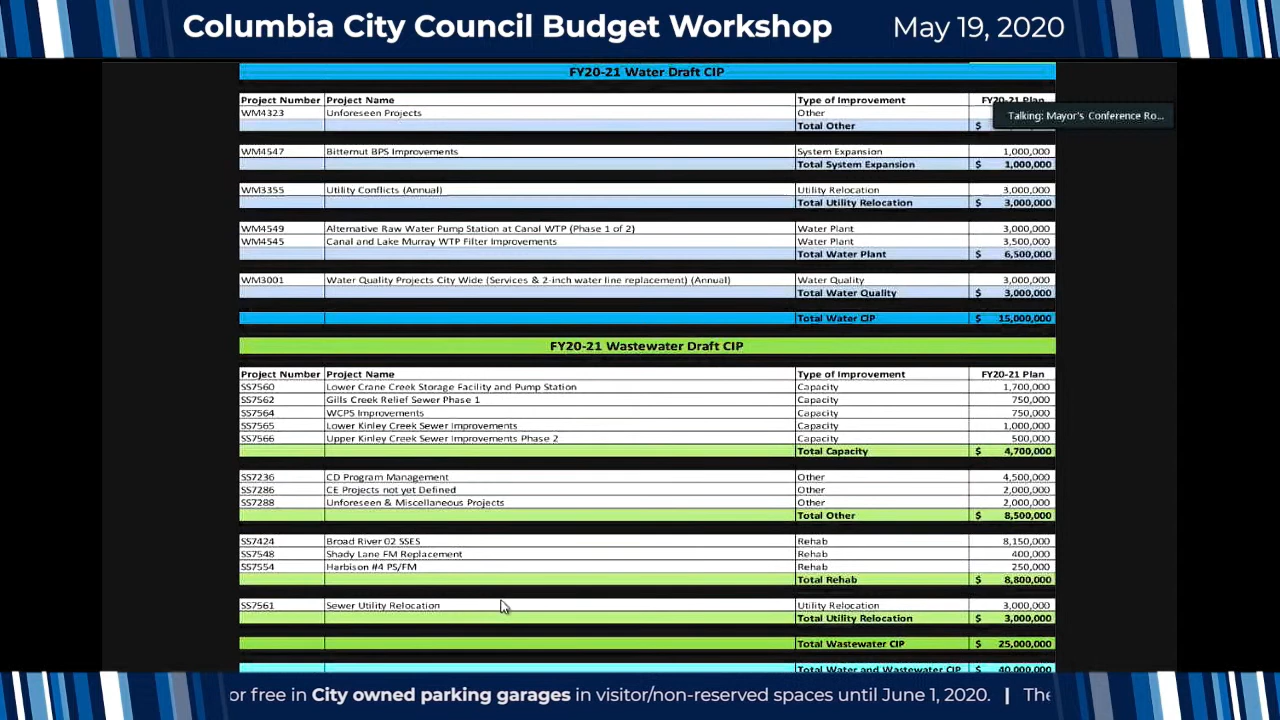 Columbia City Council Budget Workshop May 19, 2020
FY20-21 Water Draft CIP
Project Number Project Name Type of Improvement FY20-21 Plan
WM4323 Unforeseen Projects Other
Total Other $
Talking: Mayor's Conference Ro...
WM4547 Bitternut BPS Improvements System Expansion 1,000,000
Total System Expansion $ 1,000,000
WM3355 Utility Conflicts (Annual) Utility Relocation 3,000,000
Total Utility Relocation $ 3,000,000
WM4549 Alternative Raw Water Pump Station at Canal WTP (Phase 1 of 2) Water Plant 3,000,000
WM4545 Canal and Lake Murray WTP Filter Improvements Water Plant 3,500,000
Total Water Plant $ 6,500,000
WM3001 Water Quality Projects City Wide (Services & 2-inch water line replacement) (Annual) Water Quality 3,000,000
Total Water Quality $ 3,000,000
Total Water CIP $ 15,000,000
FY20-21 Wastewater Draft CIP
Project Number Project Name Type of Improvement FY20-21 Plan
SS7560 Lower Crane Creek Storage Facility and Pump Station Capacity 1,700,000
SS7562 Gills Creek Relief Sewer Phase 1 Capacity 750,000
SS7564 WCPS Improvements Capacity 750,000
SS7565 Lower Kinley Creek Sewer Improvements Capacity 1,000,000
SS7566 Upper Kinley Creek Sewer Improvements Phase 2 Capacity 500,000
Total Capacity $ 4,700,000
SS7236 CD Program Management Other 4,500,000
SS7286 CE Projects not yet Defined Other 2,000,000
SS7288 Unforeseen & Miscellaneous Projects Other 2,000,000
Total Other $ 8,500,000
SS7424 Broad River 02 SSES Rehab 8,150,000
SS7548 Shady Lane FM Replacement Rehab 400,000
SS7554 Harbison #4 PS/FM Rehab 250,000
Total Rehab $ 8,800,000
SS7561 Sewer Utility Relocation Utility Relocation 3,000,000
Total Utility Relocation $ 3,000,000
Total Wastewater CIP $ 25,000,000
Total Water and Wastewater CIP $ 40,000,000
or free in City owned parking garages in visitor/non-reserved spaces until June 1, 2020. | The